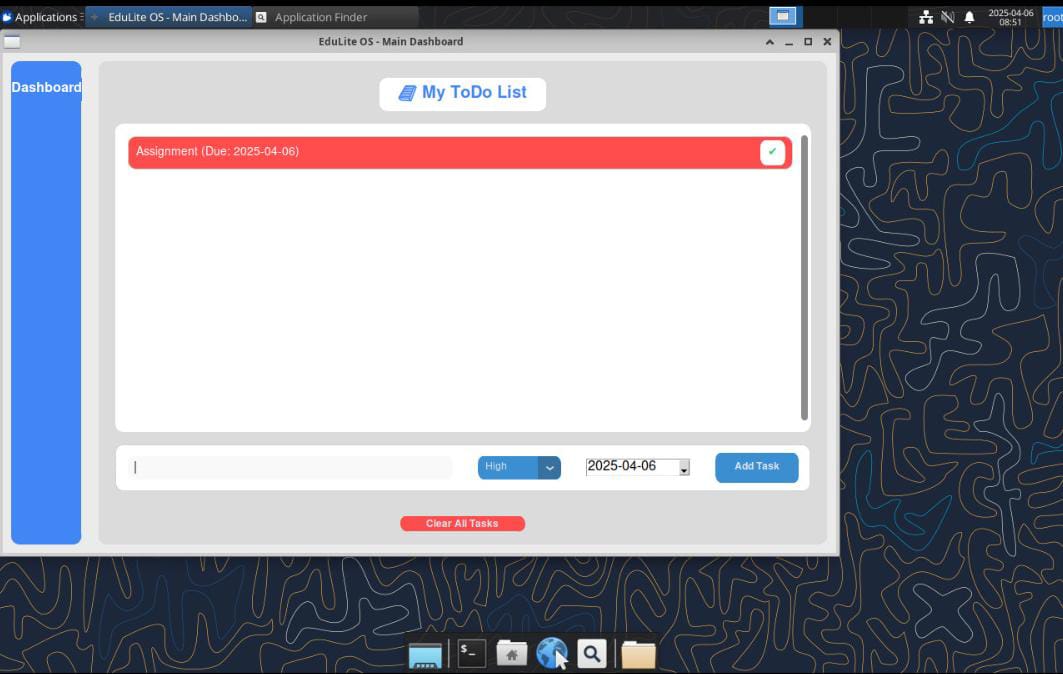 Applications
EduLite OS - Main Dashbo...
Application Finder
2025-04-06
08:51
root
EduLite OS - Main Dashboard
Dashboard
My ToDo List
Assignment (Due: 2025-04-06)
High
2025-04-06
Add Task
Clear All Tasks
$_